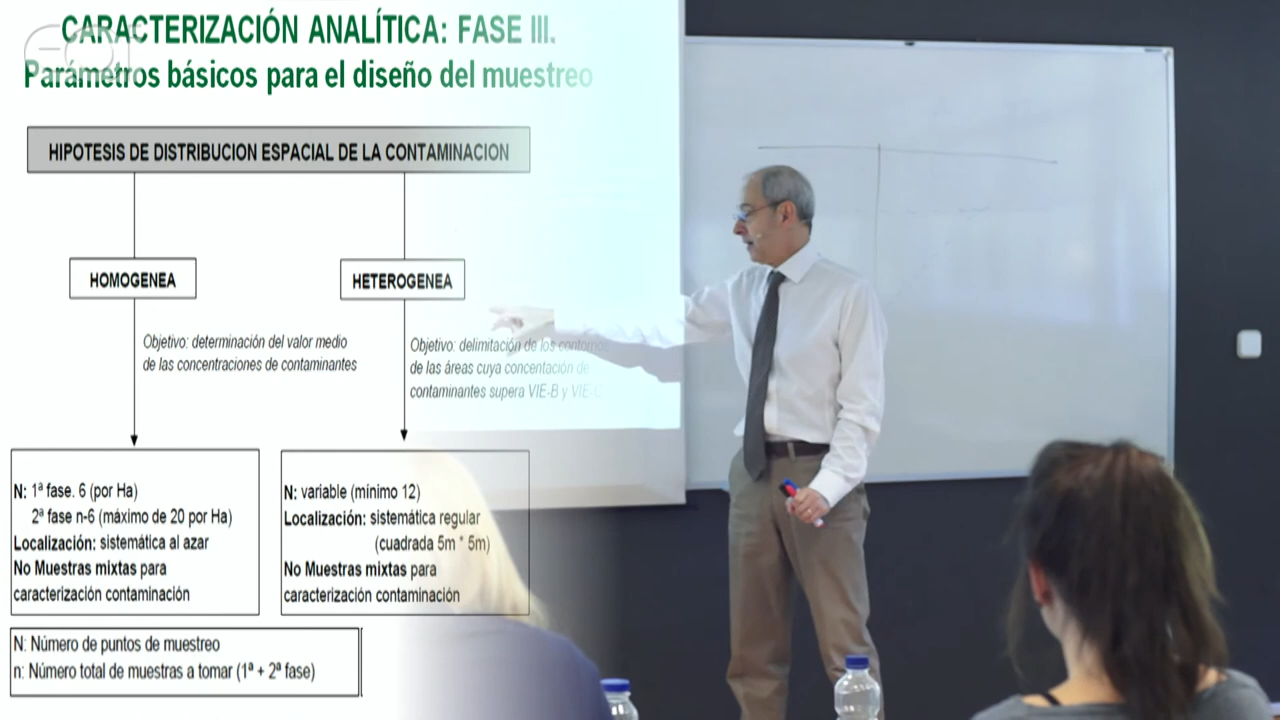 CARACTERIZACIÓN ANALÍTICA: FASE III.
Parámetros básicos para el diseño del muestreo
HIPOTESIS DE DISTRIBUCION ESPACIAL DE LA CONTAMINACION
HOMOGENEA
HETEROGENEA
Objetivo: determinación del valor medio
de las concentraciones de contaminantes
Objetivo: delimitación de los contornos
de las áreas cuya concentación de
contaminantes supera VIE-B y VIE-C
N: 1ª fase. 6 (por Ha)
2ª fase n-6 (máximo de 20 por Ha)
Localización: sistemática al azar
No Muestras mixtas para
caracterización contaminación
N: variable (mínimo 12)
Localización: sistemática regular
(cuadrada 5m * 5m)
No Muestras mixtas para
caracterización contaminación
N: Número de puntos de muestreo
n: Número total de muestras a tomar (1ª + 2ª fase)